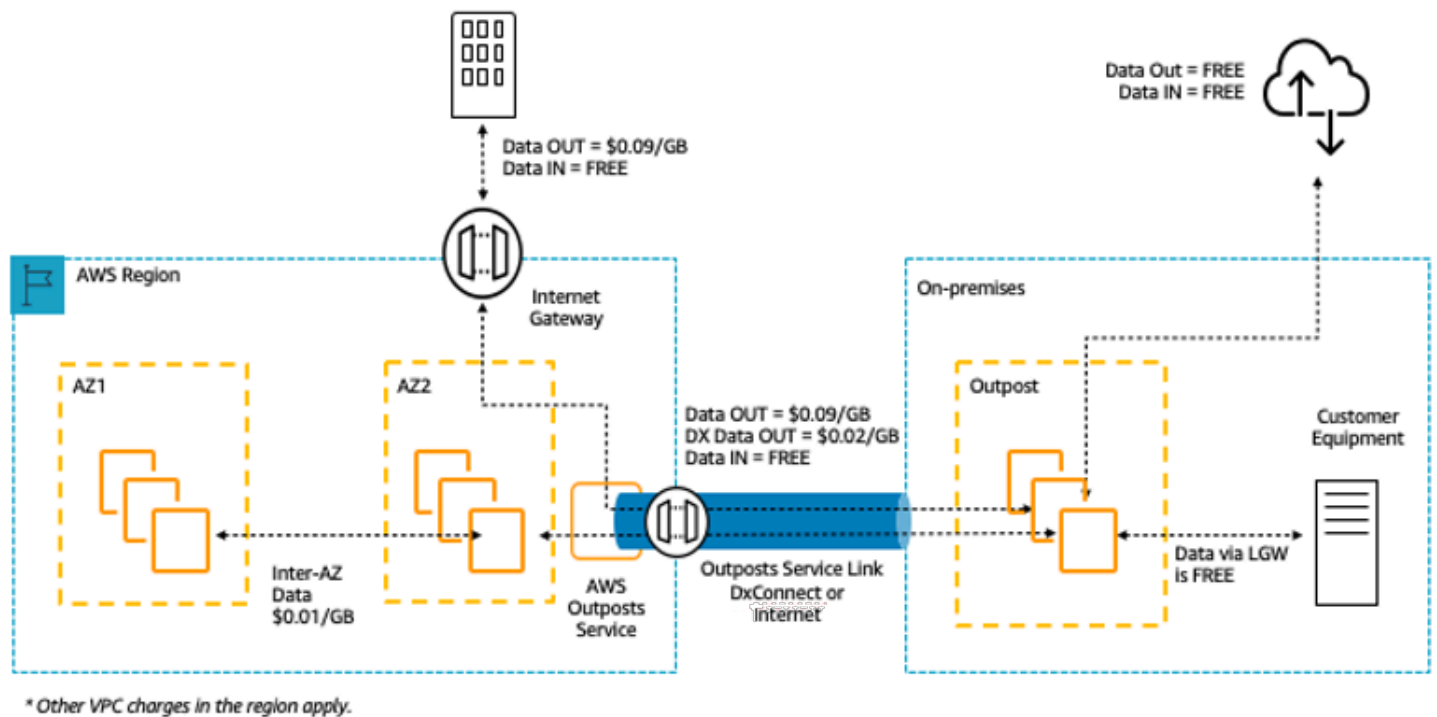 Data Out = FREE
Data IN = FREE
Data OUT = $0.09/GB
Data IN = FREE
AWS Region
Internet
Gateway
On-premises
AZ1
AZ2
Outpost
Data OUT = $0.09/GB
DX Data OUT = $0.02/GB
Data IN = FREE
Customer
Equipment
Inter-AZ
Data
$0.01/GB
AWS
Outposts
Service
Outposts Service Link
DxConnect or
Internet
Data via LGW
is FREE
* Other VPC charges in the region apply.